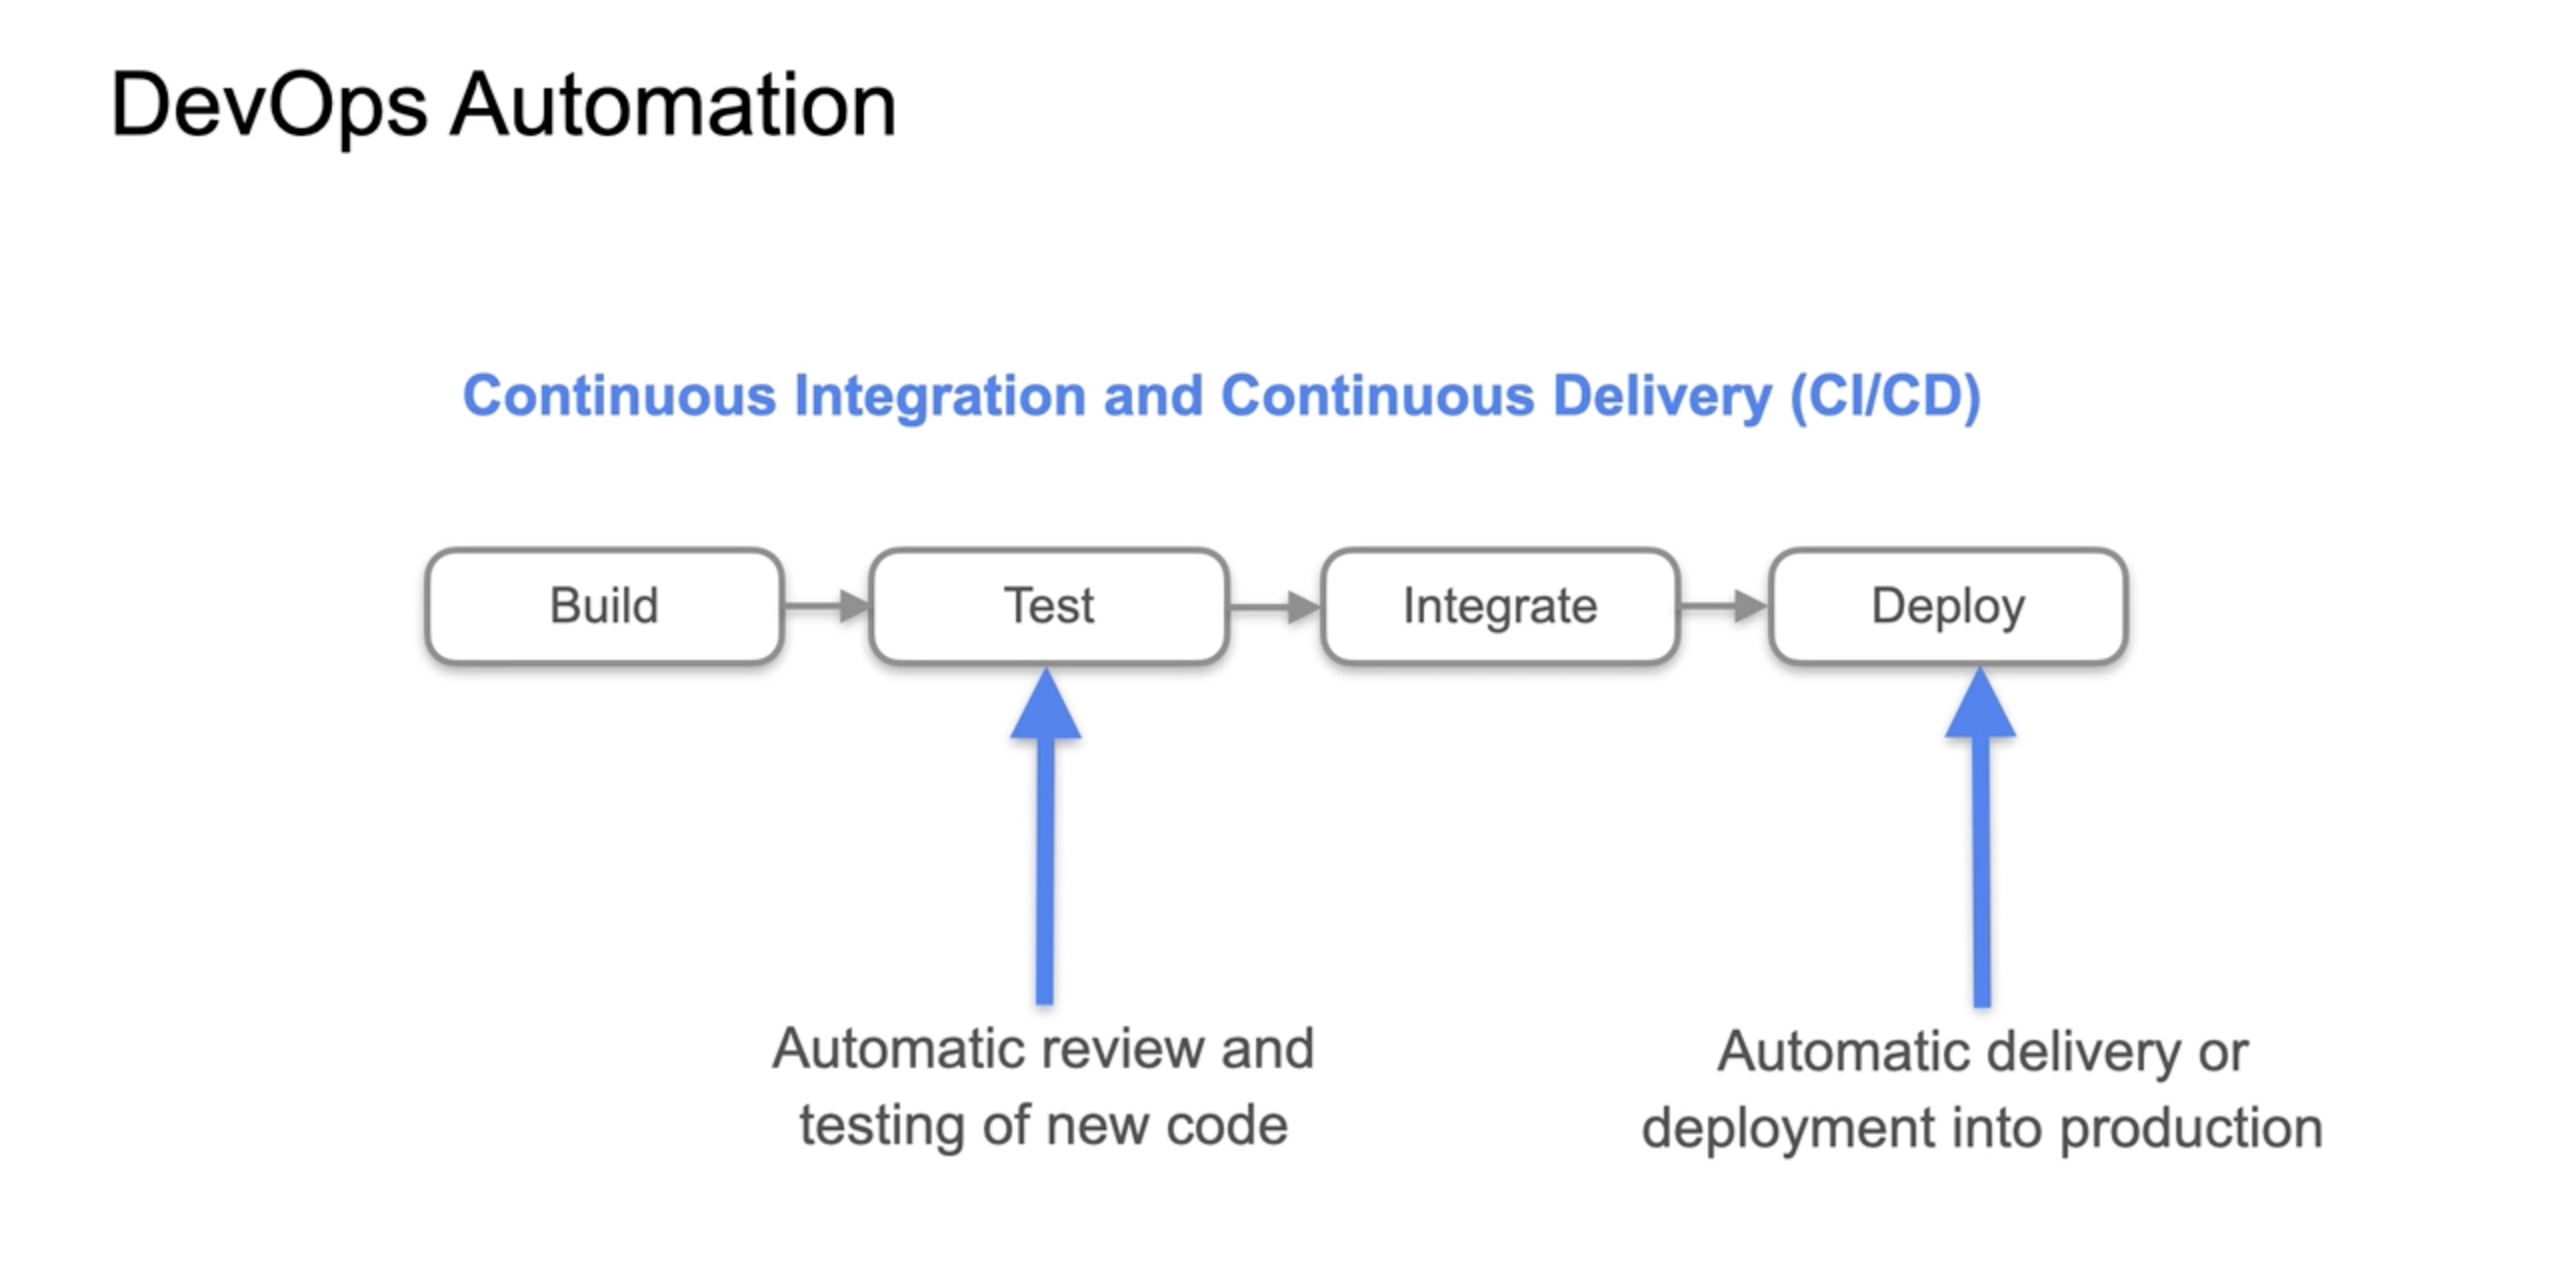 DevOps Automation
Continuous Integration and Continuous Delivery (CI/CD)
Build
Test
Integrate
Deploy
Automatic review and
testing of new code
Automatic delivery or
deployment into production